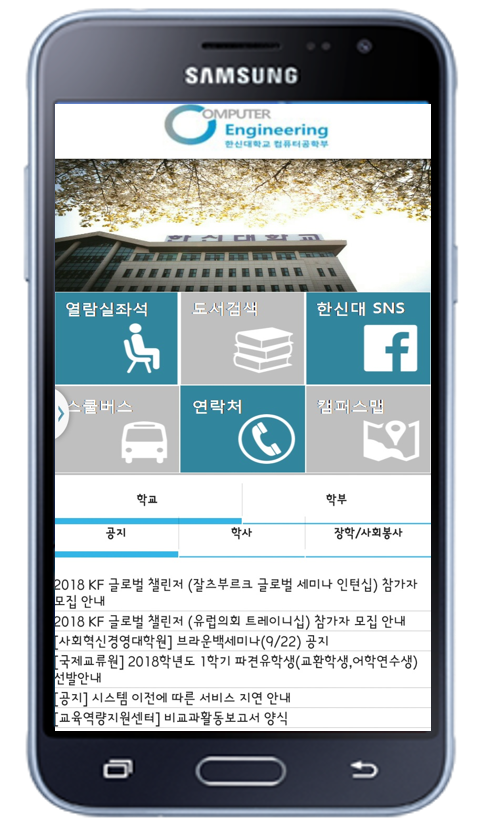 SAMSUNG
COMPUTER
Engineering
한신대학교 컴퓨터공학부
한신대학교
열람실좌석
도서검색
한신대 SNS
스쿨버스
연락처
캠퍼스맵
학교
학부
공지
학사
장학/사회봉사
2018 KF 글로벌 챌린저 (잘츠부르크 글로벌 세미나 인턴십) 참가자
모집 안내
2018 KF 글로벌 챌린저 (유럽의회 트레이니십) 참가자 모집 안내
[사회혁신경영대학원] 브라운백세미나(9/22) 공지
[국제교류원] 2018학년도 1학기 파견유학생(교환학생,어학연수생)
선발안내
[공지] 시스템 이전에 따른 서비스 지연 안내
[교육역량지원센터] 비교과활동보고서 양식